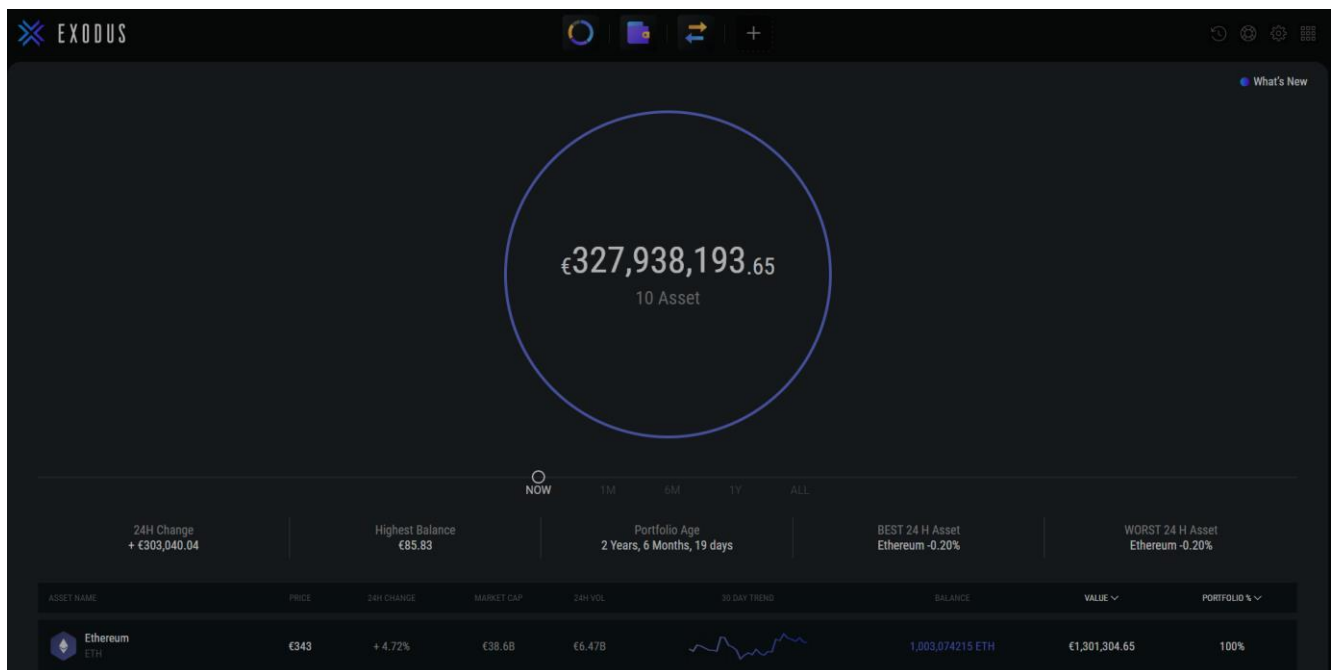 EXODUS
What's New
€327,938,193.65
10 Asset
NOW 1M 6M 1Y ALL
24H Change Highest Balance Portfolio Age BEST 24 H Asset WORST 24 H Asset
+ €303,040.04 €85.83 2 Years, 6 Months, 19 days Ethereum -0.20% Ethereum -0.20%
ASSET NAME PRICE 24H CHANGE MARKET CAP 24H VOL 30 DAY TREND BALANCE VALUE PORTFOLIO %
Ethereum €343 + 4.72% €38.6B €6.47B 1,003,074215 ETH €1,301,304.65 100%
ETH